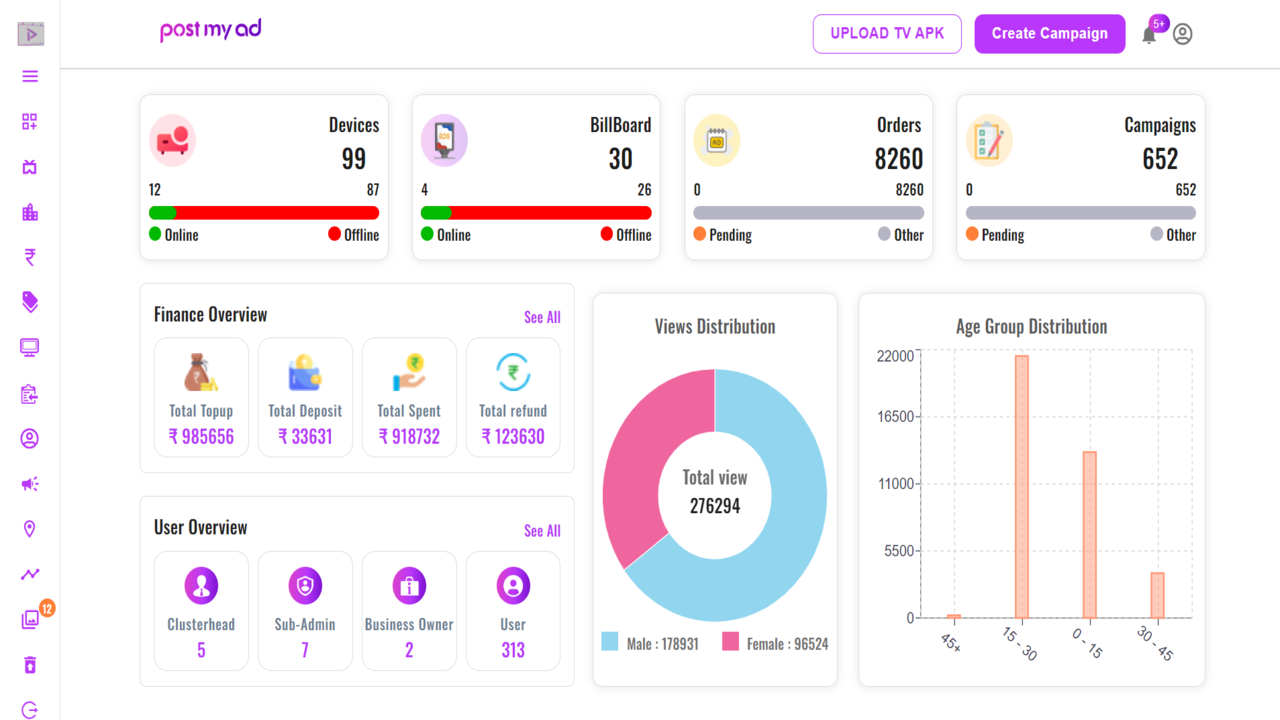 post my ad
UPLOAD TV APK
Create Campaign
5+
Devices
99
12 87
Online Offline
BillBoard
30
4 26
Online Offline
AD
Orders
8260
0 8260
Pending Other
Campaigns
652
0 652
Pending Other
Finance Overview
See All
Total Topup
₹ 985656
Total Deposit
₹ 33631
Total Spent
₹ 918732
Total refund
₹ 123630
User Overview
See All
Clusterhead
5
Sub-Admin
7
Business Owner
2
User
313
12
Views Distribution
Total view
276294
Male : 178931
Female : 96524
Age Group Distribution
22000
16500
11000
5500
0
45+
15 - 30
0 - 15
30 - 45